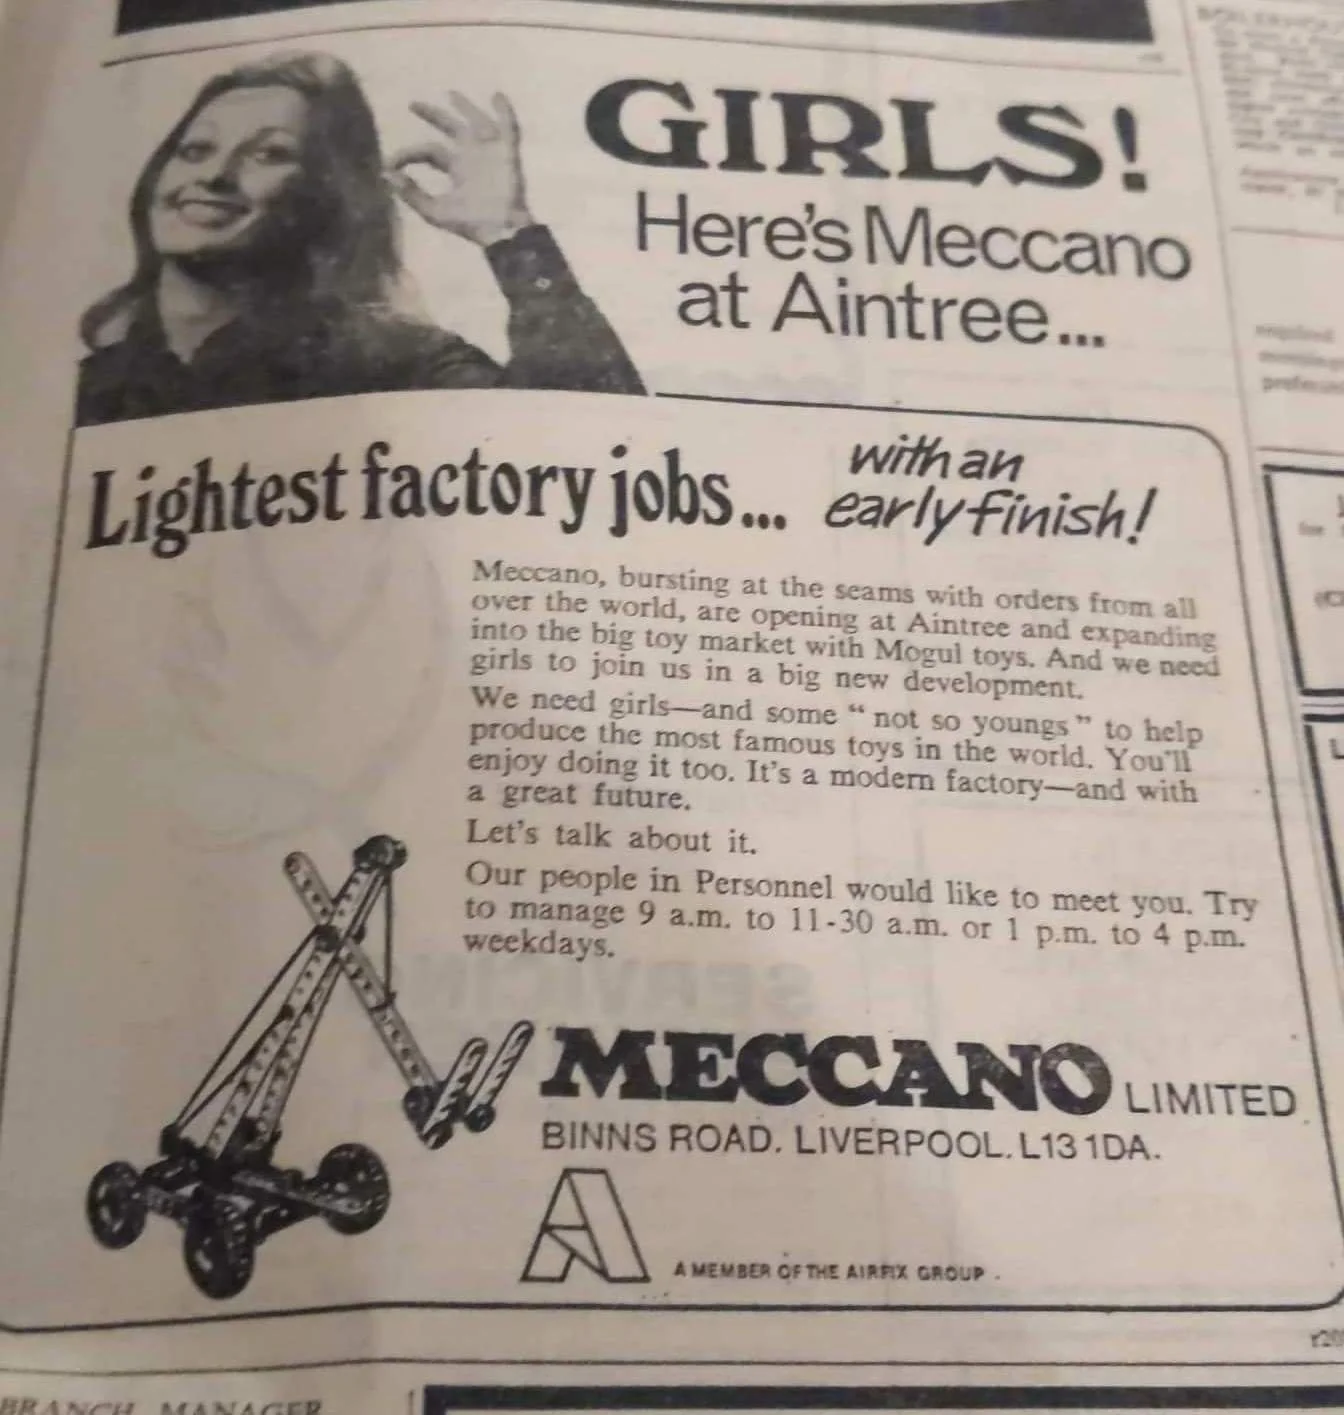 GIRLS!
Here's Meccano
at Aintree...
Lightest factory jobs...
with an
early finish!
Meccano, bursting at the seams with orders from all
over the world, are opening at Aintree and expanding
into the big toy market with Mogul toys. And we need
girls to join us in a big new development.
We need girls—and some “ not so youngs ” to help
produce the most famous toys in the world. You'll
enjoy doing it too. It's a modern factory—and with
a great future.
Let's talk about it.
Our people in Personnel would like to meet you. Try
to manage 9 a.m. to 11-30 a.m. or 1 p.m. to 4 p.m.
weekdays.
MECCANO LIMITED
BINNS ROAD. LIVERPOOL. L13 1DA.
A MEMBER OF THE AIRFIX GROUP.
BRANCH MANAGER